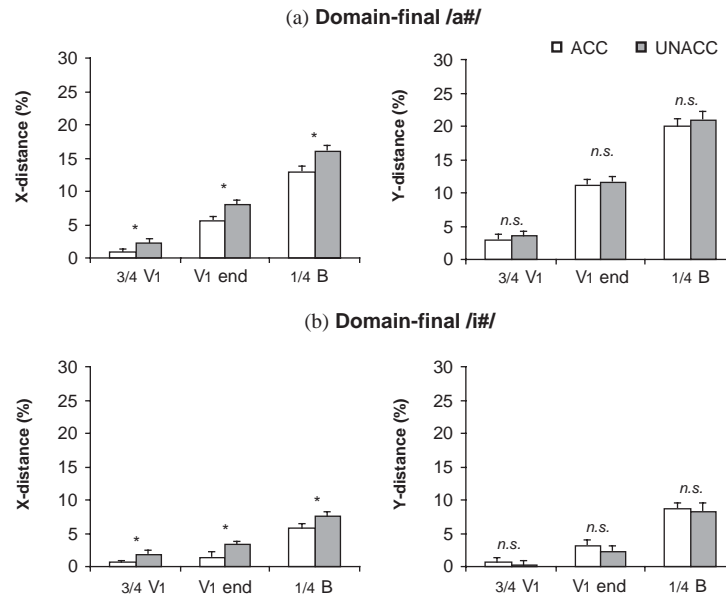 (a) Domain-final /a#/
ACC UNACC
X-distance (%)
30
25
20
15
10
5
0
*
*
*
3/4 V1 V1 end 1/4 B
Y-distance (%)
30
25
20
15
10
5
0
n.s.
n.s.
n.s.
3/4 V1 V1 end 1/4 B
(b) Domain-final /i#/
X-distance (%)
30
25
20
15
10
5
0
*
*
*
3/4 V1 V1 end 1/4 B
Y-distance (%)
30
25
20
15
10
5
0
n.s.
n.s.
n.s.
3/4 V1 V1 end 1/4 B